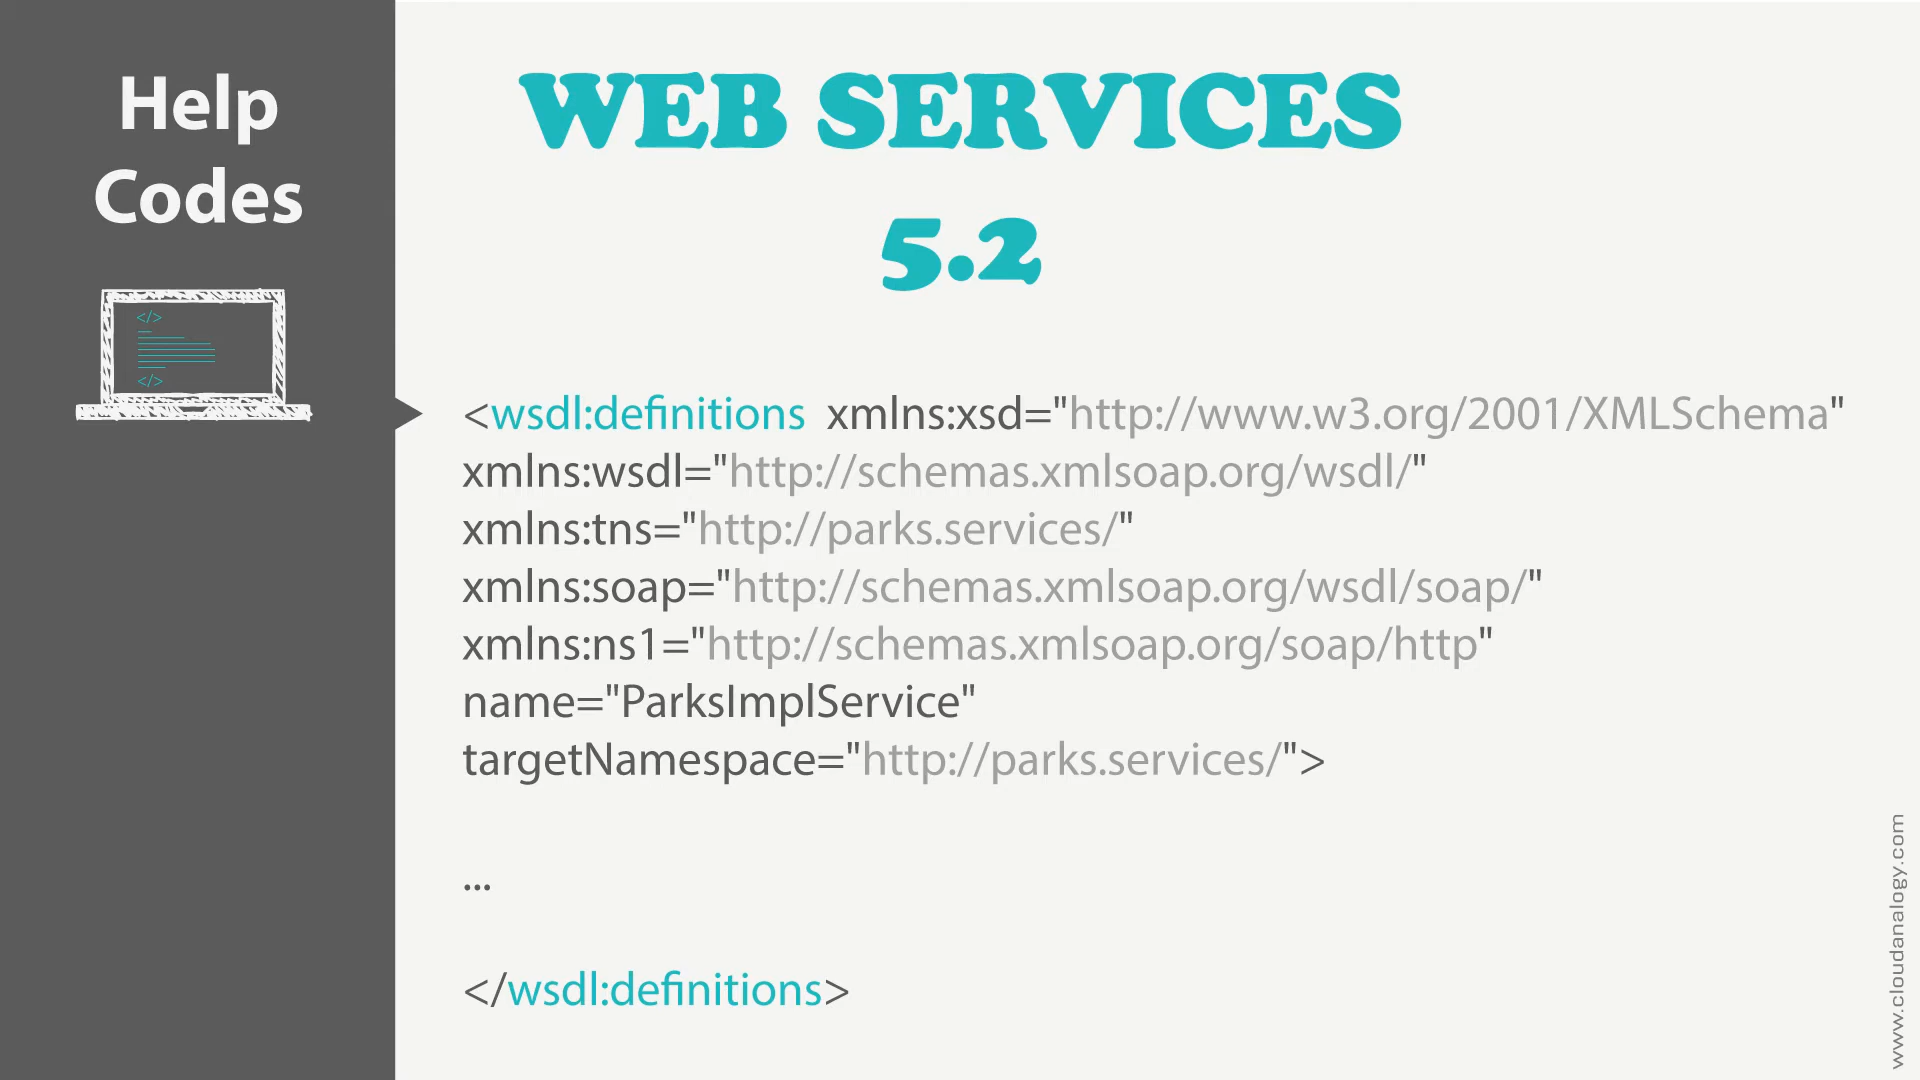 Help
Codes
</>
</>
WEB SERVICES
5.2
<wsdl:definitions  xmlns:xsd="http://www.w3.org/2001/XMLSchema"
xmlns:wsdl="http://schemas.xmlsoap.org/wsdl/"
xmlns:tns="http://parks.services/"
xmlns:soap="http://schemas.xmlsoap.org/wsdl/soap/"
xmlns:ns1="http://schemas.xmlsoap.org/soap/http"
name="ParksImplService"
targetNamespace="http://parks.services/">
...
</wsdl:definitions>
www.cloudanalogy.com